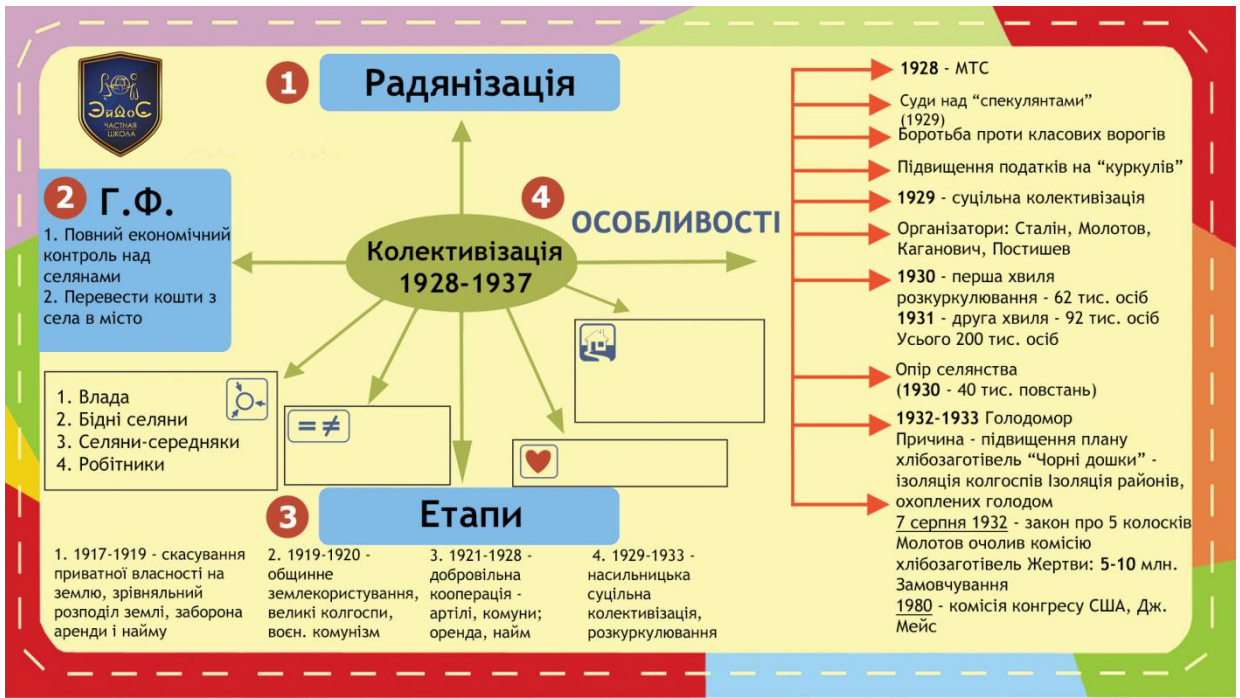 ЭйДоС
ЧАСТНАЯ
ШКОЛА
1
Радянізація
2
Г.Ф.
1. Повний економічний
контроль над
селянами
2. Перевести кошти з
села в місто
Колективізація
1928-1937
4
ОСОБЛИВОСТІ
1. Влада
2. Бідні селяни
3. Селяни-середняки
4. Робітники
= ≠
3
Етапи
1. 1917-1919 - скасування
приватної власності на
землю, зрівняльний
розподіл землі, заборона
аренди і найму
2. 1919-1920 -
общинне
землекористування,
великі колгоспи,
воєн. комунізм
3. 1921-1928 -
добровільна
кооперація -
артілі, комуни;
оренда, найм
4. 1929-1933 -
насильницька
суцільна
колективізація,
розкуркулювання
1928 - МТС
Суди над “спекулянтами”
(1929)
Боротьба проти класових ворогів
Підвищення податків на “куркулів”
1929 - суцільна колективізація
Організатори: Сталін, Молотов,
Каганович, Постишев
1930 - перша хвиля
розкуркулювання - 62 тис. осіб
1931 - друга хвиля - 92 тис. осіб
Усього 200 тис. осіб
Опір селянства
(1930 - 40 тис. повстань)
1932-1933 Голодомор
Причина - підвищення плану
хлібозаготівель “Чорні дошки” -
ізоляція колгоспів Ізоляція районів,
охоплених голодом
7 серпня 1932 - закон про 5 колосків
Молотов очолив комісію
хлібозаготівель Жертви: 5-10 млн.
Замовчування
1980 - комісія конгресу США, Дж.
Мейс